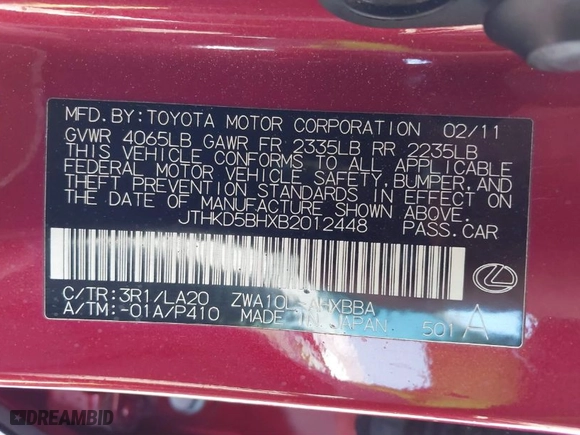 MFD.BY:TOYOTA MOTOR CORPORATION 02/11
GVWR 4065LB GAWR FR 2335LB RR 2235LB
THIS VEHICLE CONFORMS TO ALL APPLICABLE
FEDERAL MOTOR VEHICLE SAFETY,BUMPER,AND
THEFT PREVENTION STANDARDS IN EFFECT ON
THE DATE OF MANUFACTURE SHOWN ABOVE.
JTHKD5BHXB2012448 PASS.CAR
C/TR:3R1/LA20 ZWA10L-AHXBBA
A/TM:-01A/P410 MADE IN JAPAN 501 A
DREAMBID